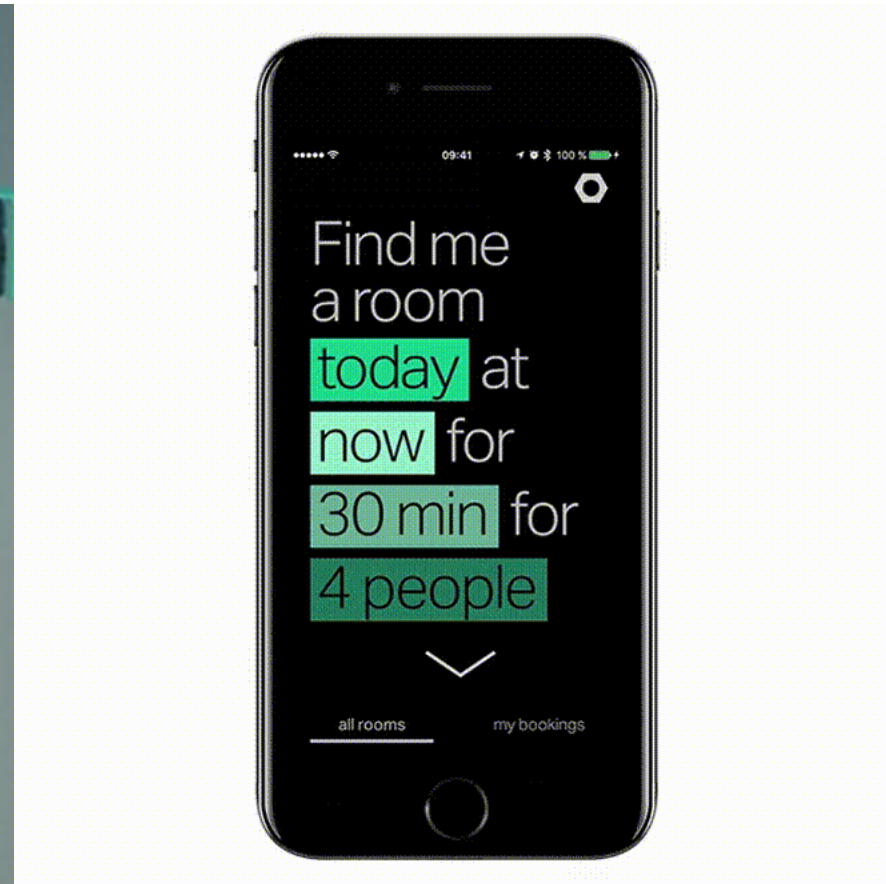 09:41 100 %
Find me
a room
today at
now for
30 min for
4 people
all rooms my bookings